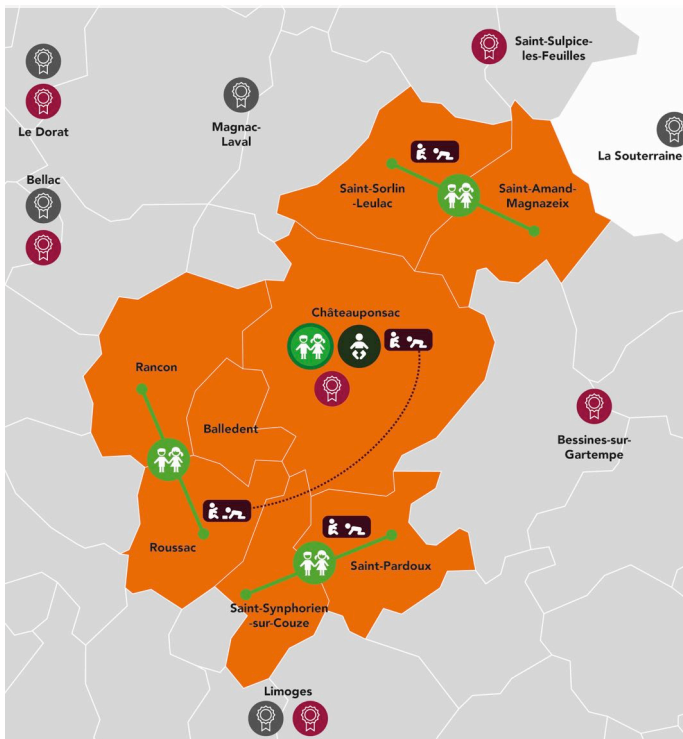 Saint-Sulpice-
les-Feuilles
Le Dorat
Magnac-
Laval
La Souterraine
Bellac
Saint-Sorlin
-Leulac
Saint-Amand-
Magnazeix
Châteauponsac
Rancon
Balledent
Bessines-sur-
Gartempe
Roussac
Saint-Pardoux
Saint-Synphorien
-sur-Couze
Limoges